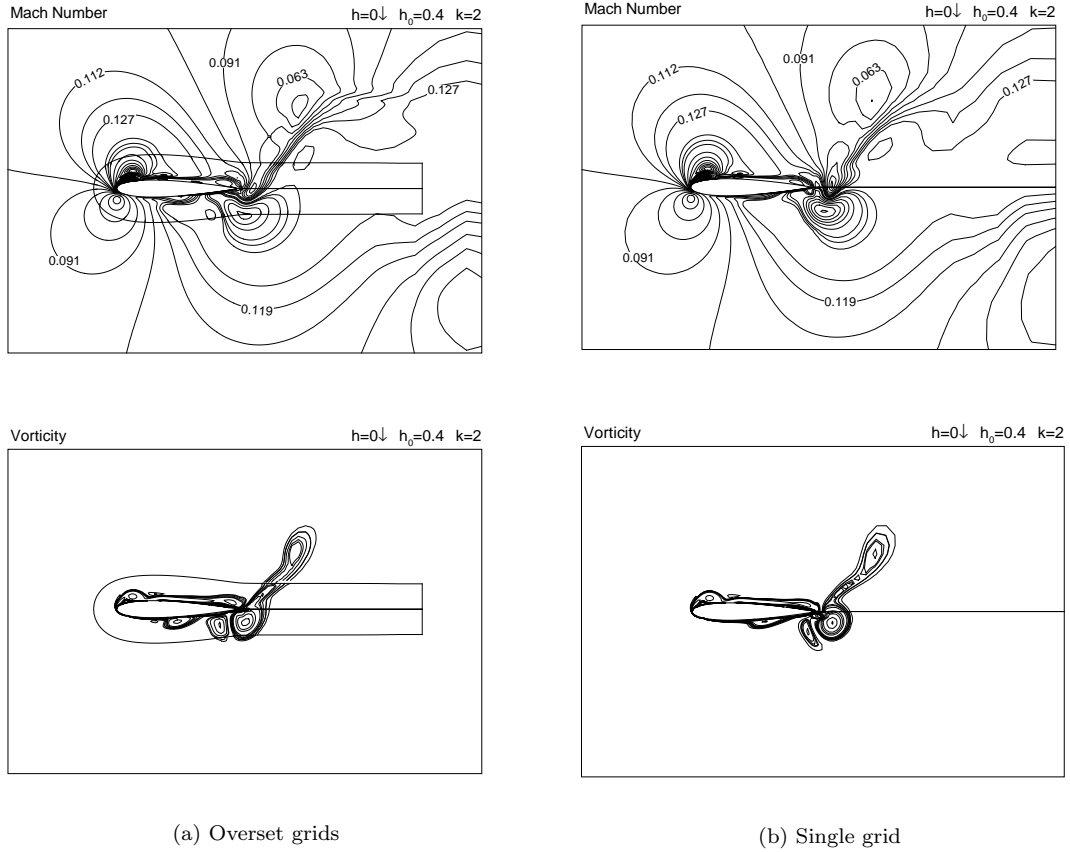 Mach Number h=0↓ h₀=0.4 k=2
0.091
0.112
0.063
0.127
0.127
0.091
0.119
Mach Number h=0↓ h₀=0.4 k=2
0.091
0.112
0.063
0.127
0.127
0.091
0.119
Vorticity h=0↓ h₀=0.4 k=2
Vorticity h=0↓ h₀=0.4 k=2
(a) Overset grids
(b) Single grid